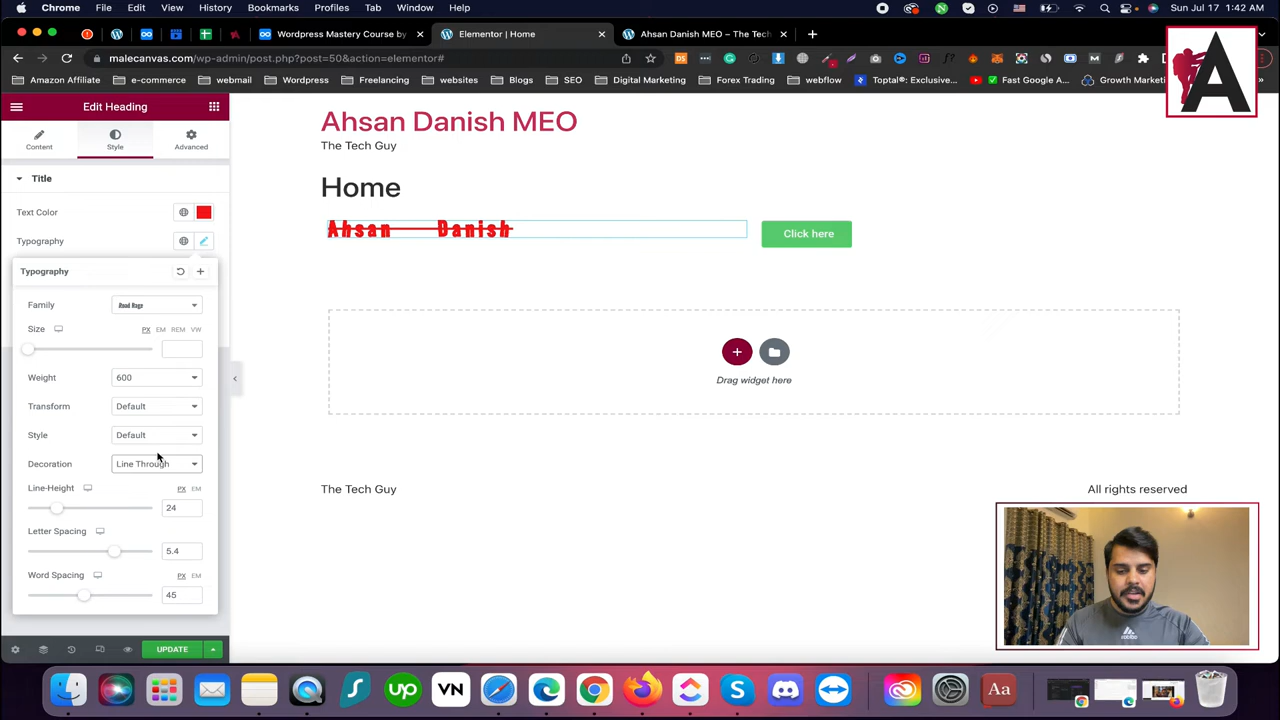 Chrome File Edit View History Bookmarks Profiles Tab Window Help Sun Jul 17 1:42 AM
Wordpress Mastery Course by Elementor | Home Ahsan Danish MEO – The Tech
malecanvas.com/wp-admin/post.php?post=50&action=elementor#
Amazon Affiliate e-commerce webmail Wordpress Freelancing websites Blogs SEO Digital Marketing Forex Trading webflow Toptal®: Exclusive... Fast Google A... Growth Market
A
Edit Heading
Content Style Advanced
Title
Text Color
Typography
Typography
Family Road Rage
Size PX EM REM VW
Weight 600
Transform Default
Style Default
Decoration Line Through
Line-Height PX EM
24
Letter Spacing
5.4
Word Spacing PX EM
45
UPDATE
Ahsan Danish MEO
The Tech Guy
Home
Ahsan Danish Click here
Drag widget here
The Tech Guy All rights reserved
up VN Aa